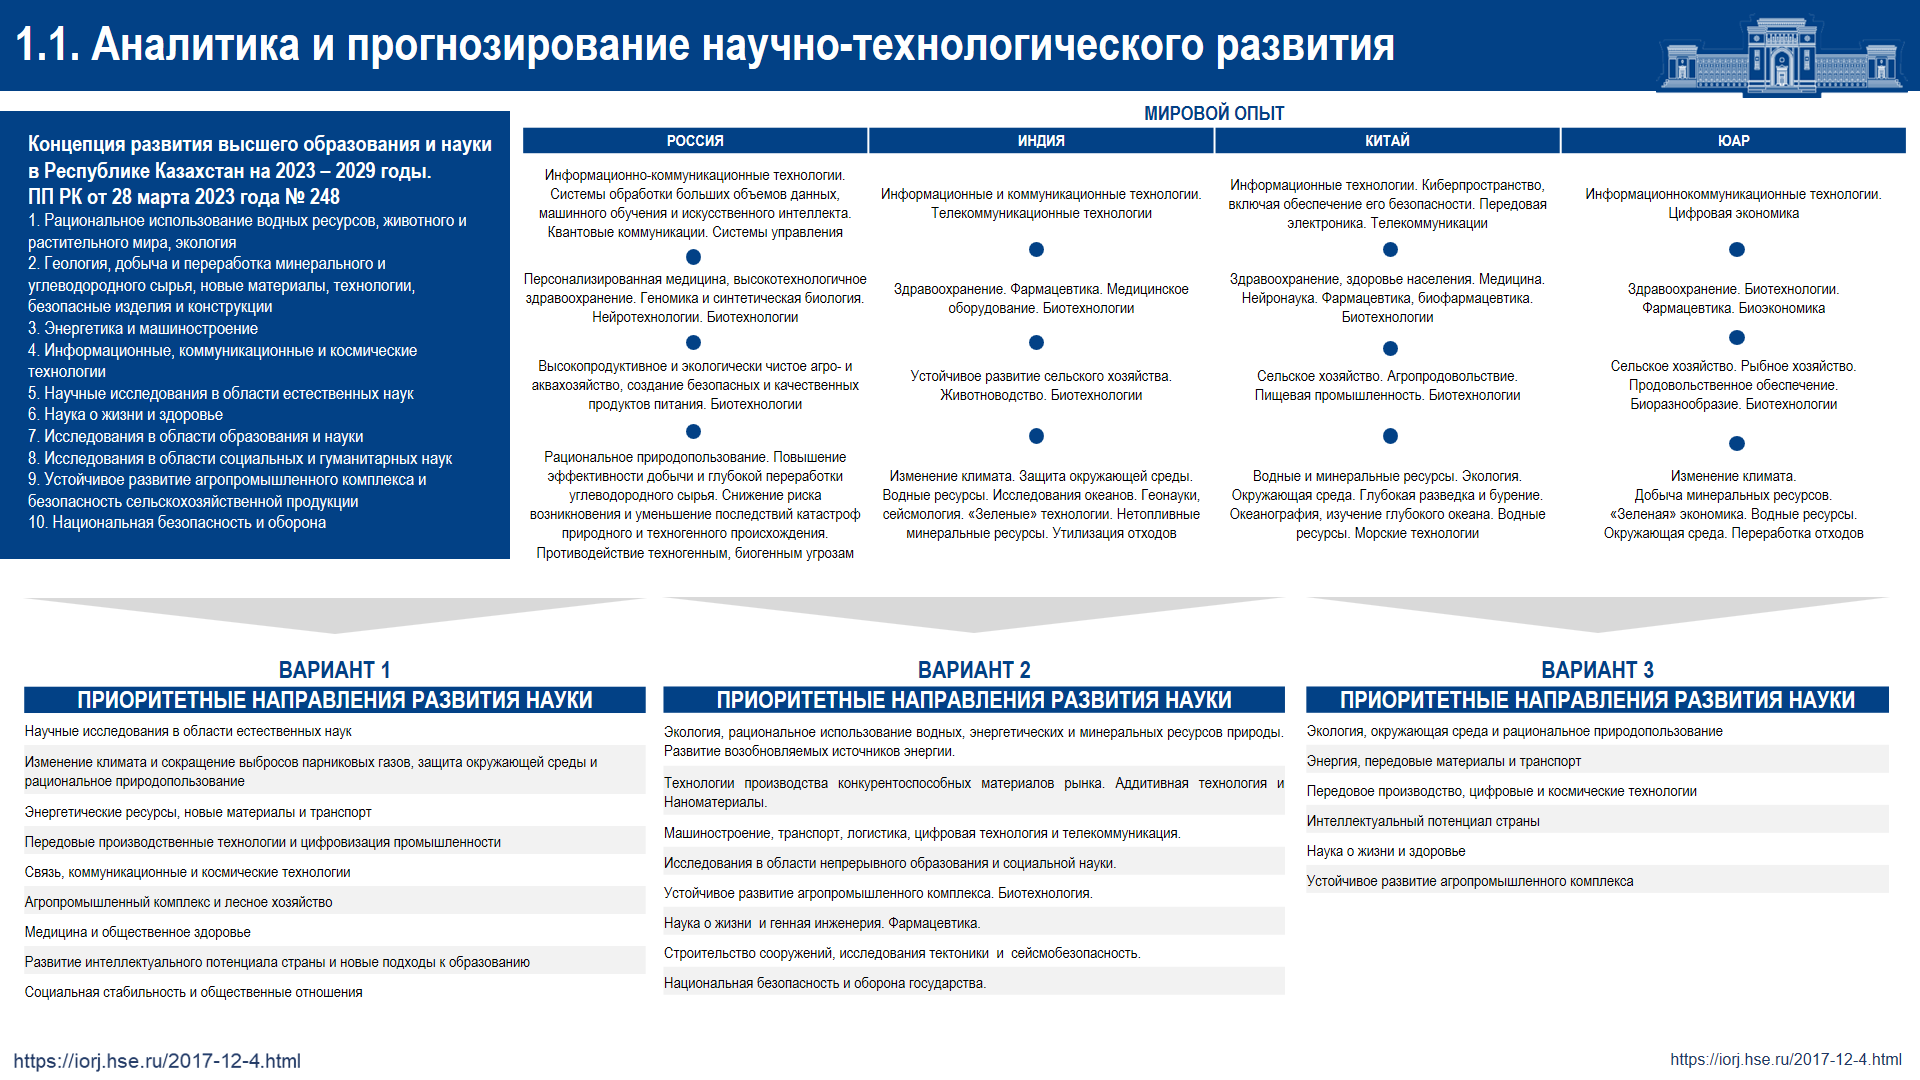 1.1. Аналитика и прогнозирование научно-технологического развития
Концепция развития высшего образования и науки
в Республике Казахстан на 2023 – 2029 годы.
ПП РК от 28 марта 2023 года № 248
1. Рациональное использование водных ресурсов, животного и
растительного мира, экология
2. Геология, добыча и переработка минерального и
углеводородного сырья, новые материалы, технологии,
безопасные изделия и конструкции
3. Энергетика и машиностроение
4. Информационные, коммуникационные и космические
технологии
5. Научные исследования в области естественных наук
6. Наука о жизни и здоровье
7. Исследования в области образования и науки
8. Исследования в области социальных и гуманитарных наук
9. Устойчивое развитие агропромышленного комплекса и
безопасность сельскохозяйственной продукции
10. Национальная безопасность и оборона
МИРОВОЙ ОПЫТ
РОССИЯ
Информационно-коммуникационные технологии.
Системы обработки больших объемов данных,
машинного обучения и искусственного интеллекта.
Квантовые коммуникации. Системы управления
Персонализированная медицина, высокотехнологичное
здравоохранение. Геномика и синтетическая биология.
Нейротехнологии. Биотехнологии
Высокопродуктивное и экологически чистое агро- и
аквахозяйство, создание безопасных и качественных
продуктов питания. Биотехнологии
Рациональное природопользование. Повышение
эффективности добычи и глубокой переработки
углеводородного сырья. Снижение риска
возникновения и уменьшение последствий катастроф
природного и техногенного происхождения.
Противодействие техногенным, биогенным угрозам
ИНДИЯ
Информационные и коммуникационные технологии.
Телекоммуникационные технологии
Здравоохранение. Фармацевтика. Медицинское
оборудование. Биотехнологии
Устойчивое развитие сельского хозяйства.
Животноводство. Биотехнологии
Изменение климата. Защита окружающей среды.
Водные ресурсы. Исследования океанов. Геонауки,
сейсмология. «Зеленые» технологии. Нетопливные
минеральные ресурсы. Утилизация отходов
КИТАЙ
Информационные технологии. Киберпространство,
включая обеспечение его безопасности. Передовая
электроника. Телекоммуникации
Здравоохранение, здоровье населения. Медицина.
Нейронаука. Фармацевтика, биофармацевтика.
Биотехнологии
Сельское хозяйство. Агропродовольствие.
Пищевая промышленность. Биотехнологии
Водные и минеральные ресурсы. Экология.
Окружающая среда. Глубокая разведка и бурение.
Океанография, изучение глубокого океана. Водные
ресурсы. Морские технологии
ЮАР
Информационнокоммуникационные технологии.
Цифровая экономика
Здравоохранение. Биотехнологии.
Фармацевтика. Биоэкономика
Сельское хозяйство. Рыбное хозяйство.
Продовольственное обеспечение.
Биоразнообразие. Биотехнологии
Изменение климата.
Добыча минеральных ресурсов.
«Зеленая» экономика. Водные ресурсы.
Окружающая среда. Переработка отходов
ВАРИАНТ 1
ПРИОРИТЕТНЫЕ НАПРАВЛЕНИЯ РАЗВИТИЯ НАУКИ
Научные исследования в области естественных наук
Изменение климата и сокращение выбросов парниковых газов, защита окружающей среды и
рациональное природопользование
Энергетические ресурсы, новые материалы и транспорт
Передовые производственные технологии и цифровизация промышленности
Связь, коммуникационные и космические технологии
Агропромышленный комплекс и лесное хозяйство
Медицина и общественное здоровье
Развитие интеллектуального потенциала страны и новые подходы к образованию
Социальная стабильность и общественные отношения
ВАРИАНТ 2
ПРИОРИТЕТНЫЕ НАПРАВЛЕНИЯ РАЗВИТИЯ НАУКИ
Экология, рациональное использование водных, энергетических и минеральных ресурсов природы.
Развитие возобновляемых источников энергии.
Технологии производства конкурентоспособных материалов рынка. Аддитивная технология и
Наноматериалы.
Машиностроение, транспорт, логистика, цифровая технология и телекоммуникация.
Исследования в области непрерывного образования и социальной науки.
Устойчивое развитие агропромышленного комплекса. Биотехнология.
Наука о жизни и генная инженерия. Фармацевтика.
Строительство сооружений, исследования тектоники и сейсмобезопасность.
Национальная безопасность и оборона государства.
ВАРИАНТ 3
ПРИОРИТЕТНЫЕ НАПРАВЛЕНИЯ РАЗВИТИЯ НАУКИ
Экология, окружающая среда и рациональное природопользование
Энергия, передовые материалы и транспорт
Передовое производство, цифровые и космические технологии
Интеллектуальный потенциал страны
Наука о жизни и здоровье
Устойчивое развитие агропромышленного комплекса
https://iorj.hse.ru/2017-12-4.html
https://iorj.hse.ru/2017-12-4.html